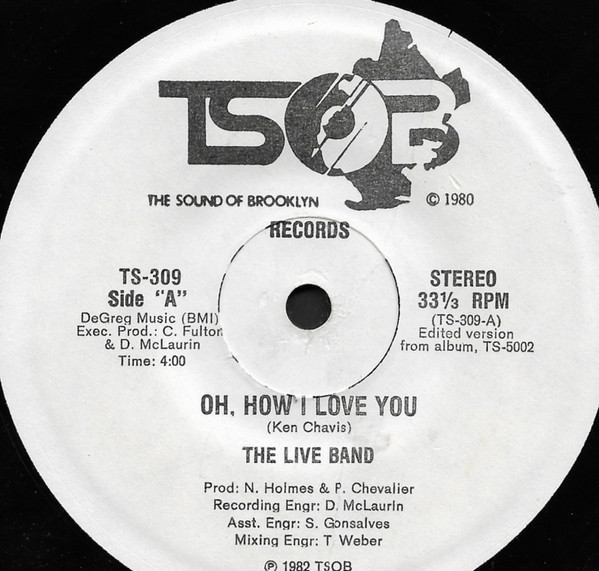 TSOB
THE SOUND OF BROOKLYN
© 1980
RECORDS
TS-309
Side "A"
DeGreg Music (BMI)
Exec. Prod.: C. Fulton
& D. McLaurin
Time: 4:00
STEREO
33⅓ RPM
(TS-309-A)
Edited version
from album, TS-5002
OH, HOW I LOVE YOU
(Ken Chavis)
THE LIVE BAND
Prod: N. Holmes & P. Chevalier
Recording Engr: D. McLaurin
Asst. Engr: S. Gonsalves
Mixing Engr: T. Weber
℗ 1982 TSOB